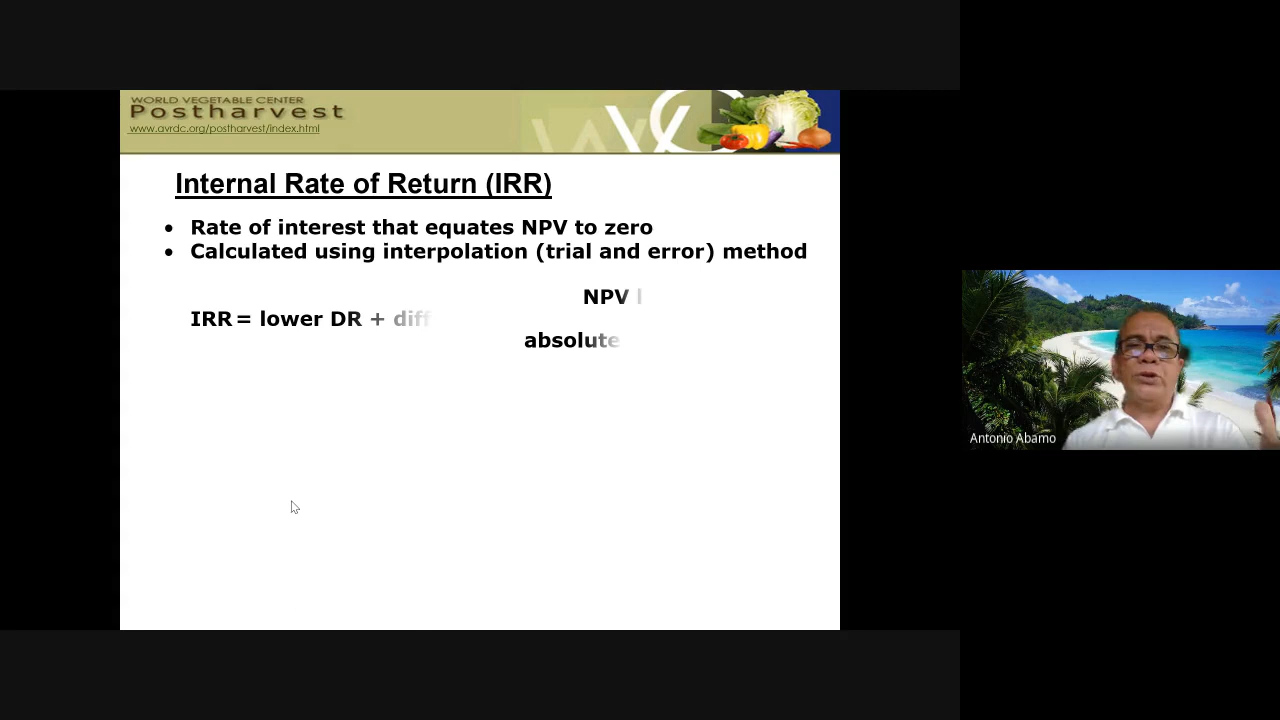 WORLD VEGETABLE CENTER
Postharvest
www.avrdc.org/postharvest/index.html
Internal Rate of Return (IRR)
• Rate of interest that equates NPV to zero
• Calculated using interpolation (trial and error) method
NPV
IRR = lower DR + diff
absolute
Antonio Abamo